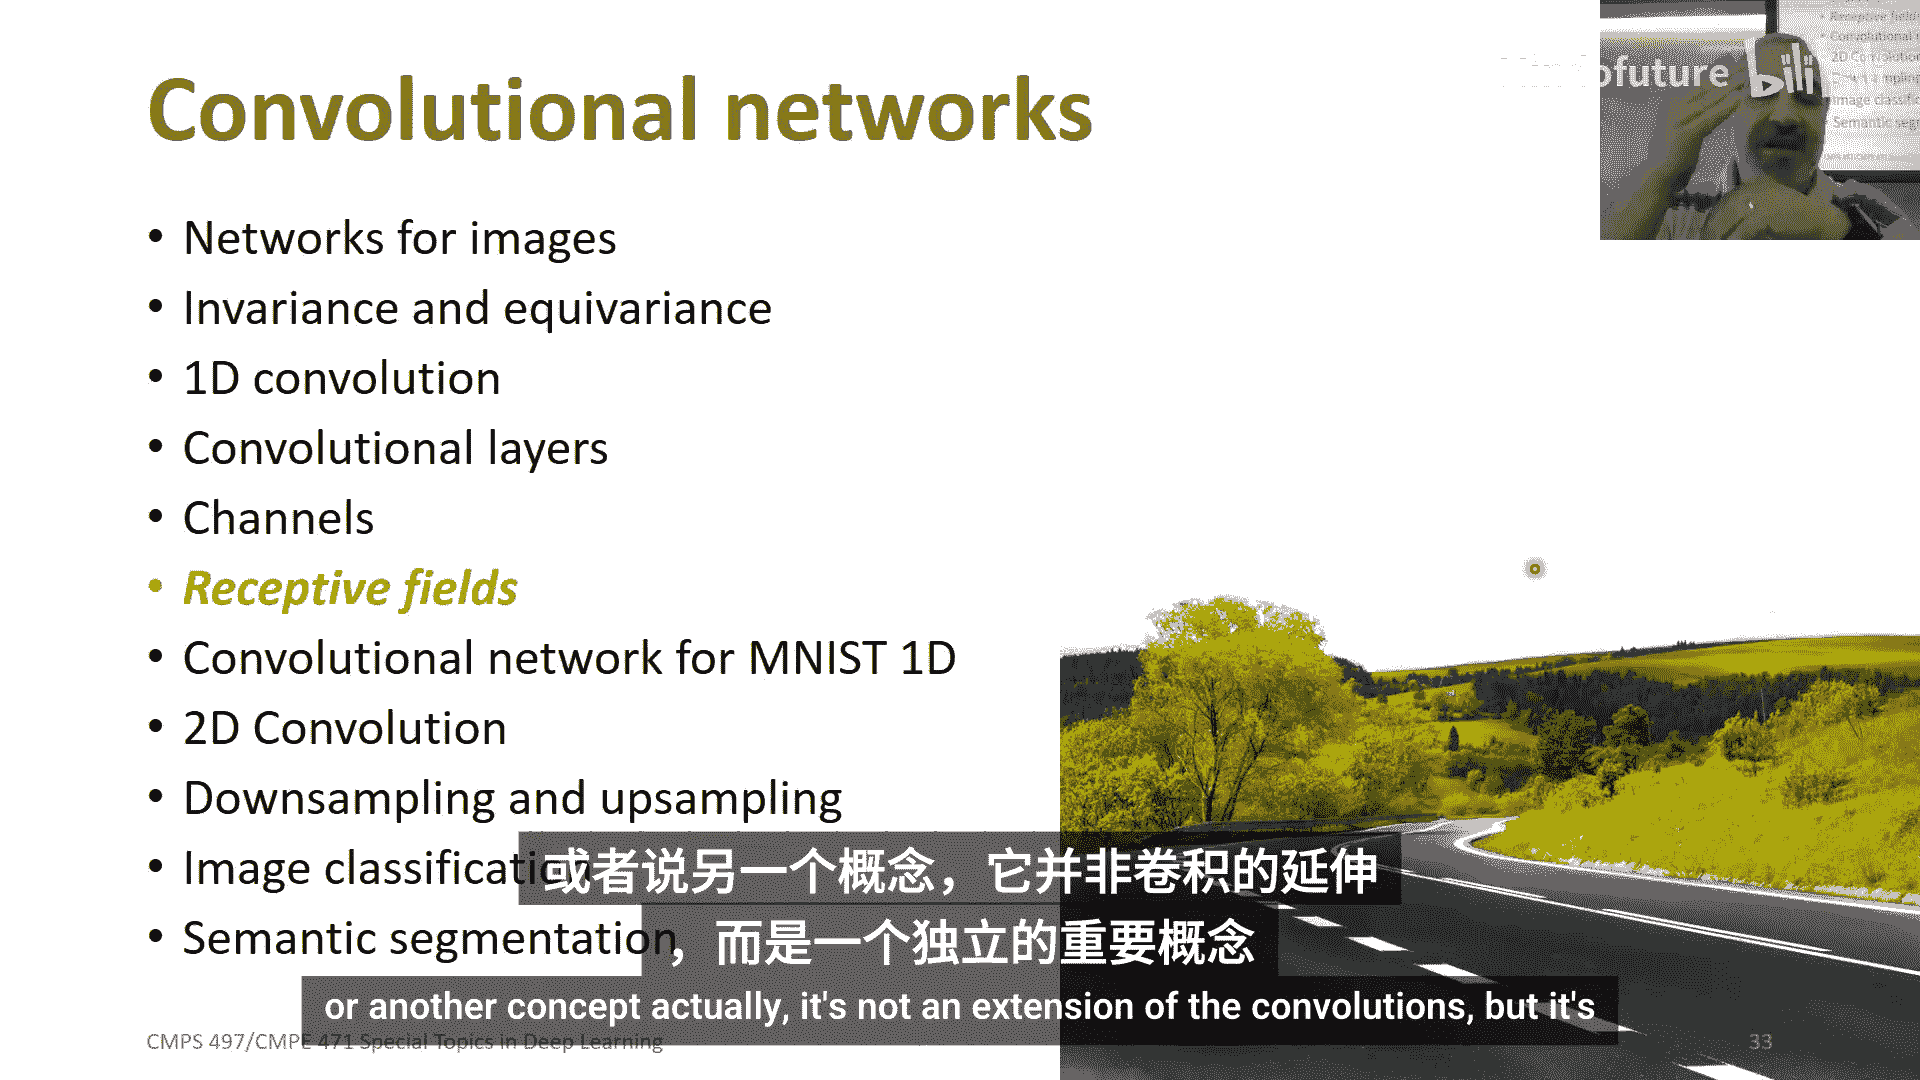 Convolutional networks
ofuture bili
• Networks for images
• Invariance and equivariance
• 1D convolution
• Convolutional layers
• Channels
• Receptive fields
• Convolutional network for MNIST 1D
• 2D Convolution
• Downsampling and upsampling
• Image classification
• Semantic segmentation
或者说另一个概念，它并非卷积的延伸
，而是一个独立的重要概念
or another concept actually, it's not an extension of the convolutions, but it's
CMPS 497/CMPE 471 Special Topics in Deep Learning
33